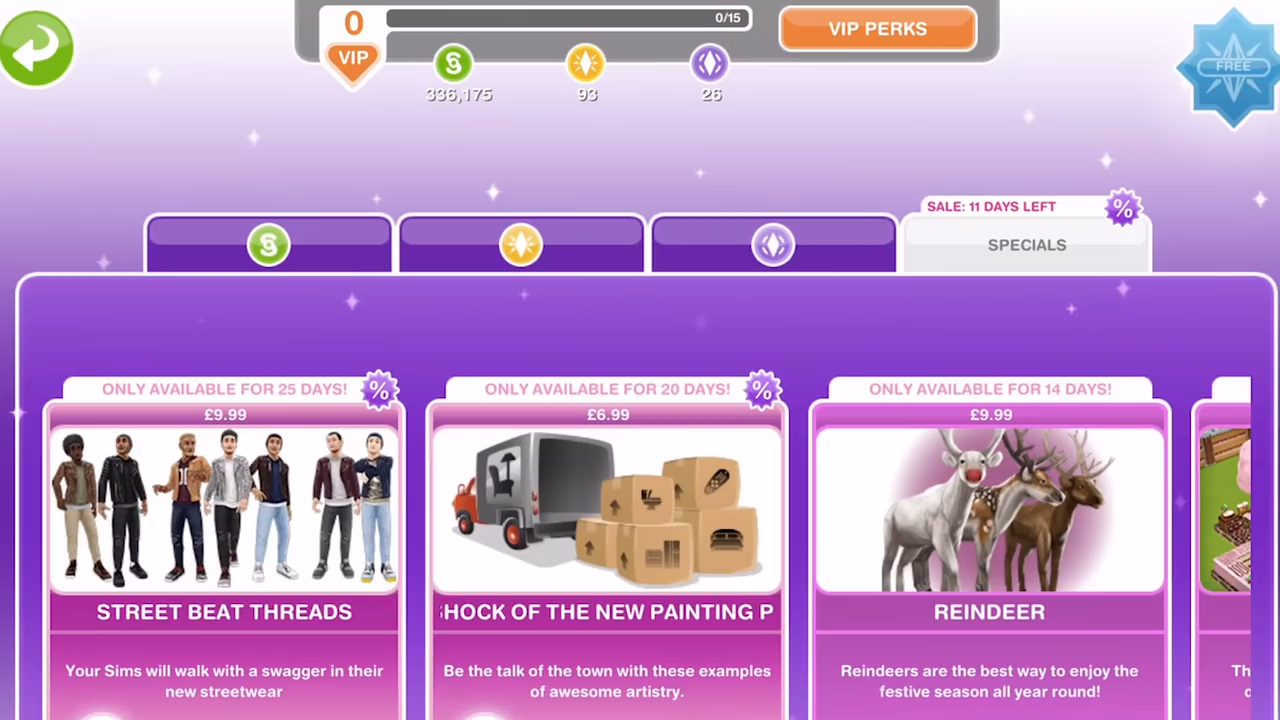 0
0/15
VIP PERKS
VIP
336,175
93
26
FREE
SALE: 11 DAYS LEFT
%
SPECIALS
ONLY AVAILABLE FOR 25 DAYS!
%
£9.99
STREET BEAT THREADS
Your Sims will walk with a swagger in their
new streetwear
ONLY AVAILABLE FOR 20 DAYS!
%
£6.99
HOCK OF THE NEW PAINTING P
Be the talk of the town with these examples
of awesome artistry.
ONLY AVAILABLE FOR 14 DAYS!
£9.99
REINDEER
Reindeers are the best way to enjoy the
festive season all year round!